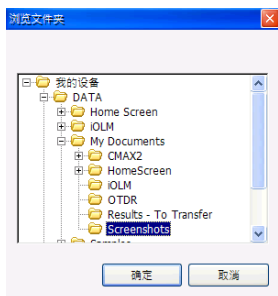 浏览文件夹
我的设备
DATA
Home Screen
iOLM
My Documents
CMAX2
HomeScreen
iOLM
OTDR
Results - To Transfer
Screenshots
确定
取消